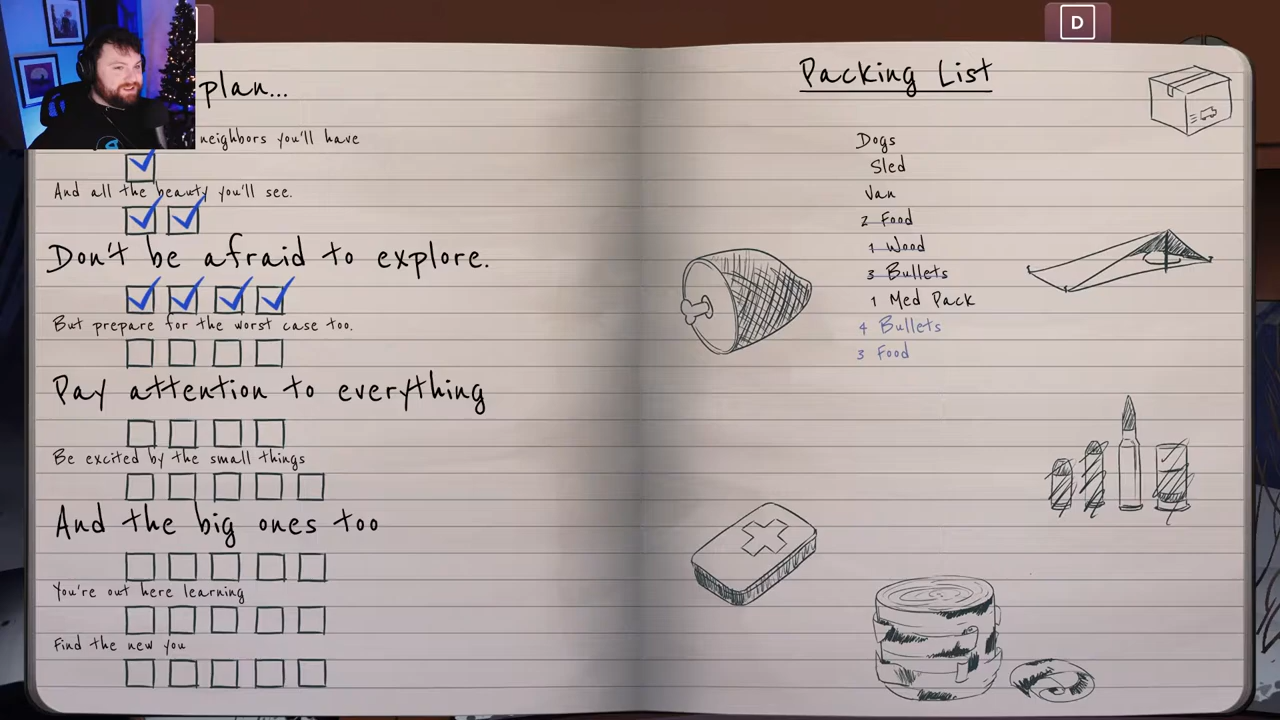 plan...
neighbors you'll have
And all the beauty you'll see.
Don't be afraid to explore.
But prepare for the worst case too.
Pay attention to everything
Be excited by the small things
And the big ones too
You're out here learning
Find the new you
D
Packing List
Dogs
Sled
Van
2 Food
1 Wood
3 Bullets
1 Med Pack
4 Bullets
3 Food